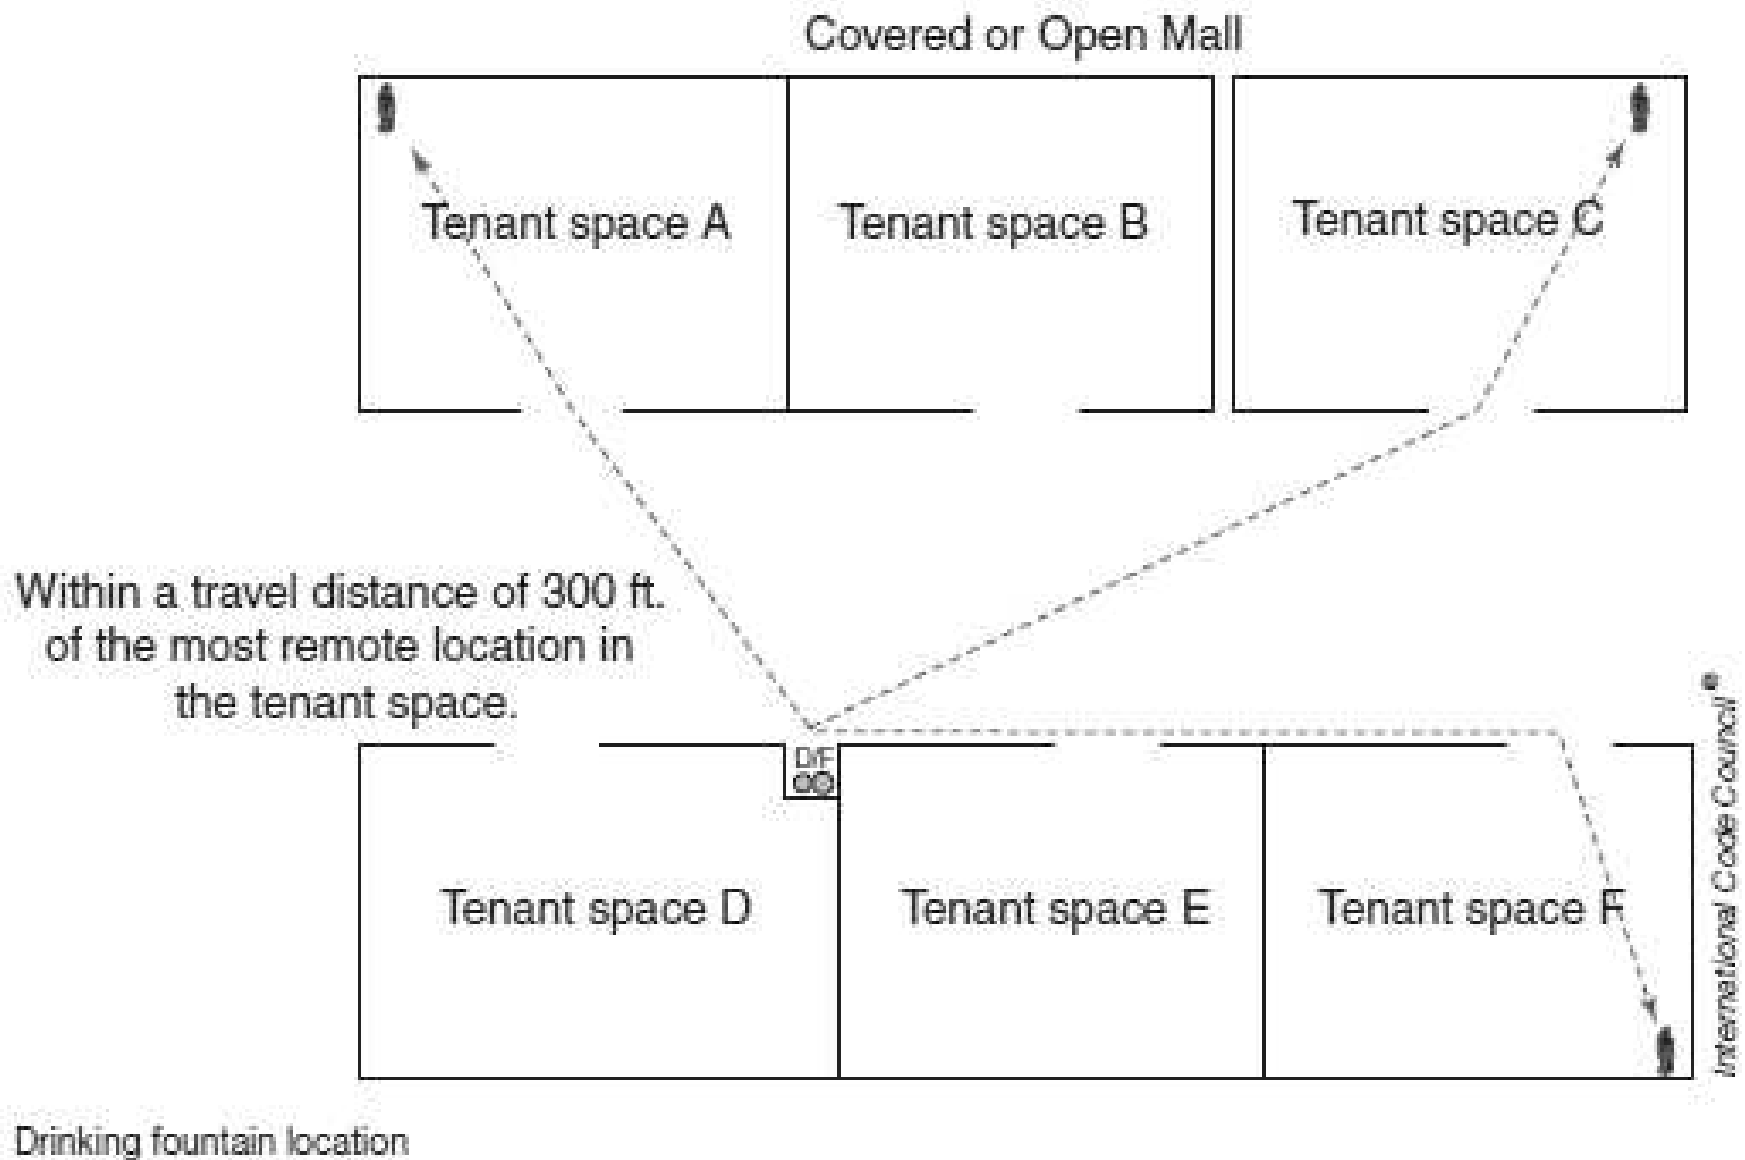 Covered or Open Mall
Tenant space A
Tenant space B
Tenant space C
Within a travel distance of 300 ft.
of the most remote location in
the tenant space.
D/F
Tenant space D
Tenant space E
Tenant space F
International Code Council®
Drinking fountain location